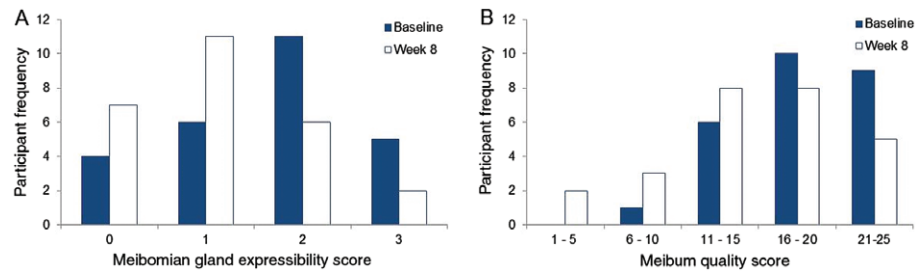 A
Participant frequency
12
10
8
6
4
2
0
0 1 2 3
Meibomian gland expressibility score
Baseline
Week 8
B
Participant frequency
12
10
8
6
4
2
0
1 - 5 6 - 10 11 - 15 16 - 20 21-25
Meibum quality score
Baseline
Week 8